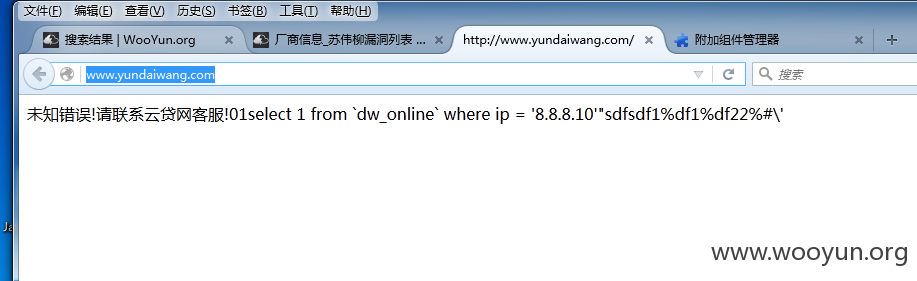 文件(F) 编辑(E) 查看(V) 历史(S) 书签(B) 工具(T) 帮助(H)
搜索结果 | WooYun.org 厂商信息_苏伟柳漏洞列表 ... http://www.yundaiwang.com/ 附加组件管理器
www.yundaiwang.com 搜索
未知错误!请联系云贷网客服!01select 1 from `dw_online` where ip = '8.8.8.10'"sdfsdf1%df1%df22%#\'
Ja
www.wooyun.org